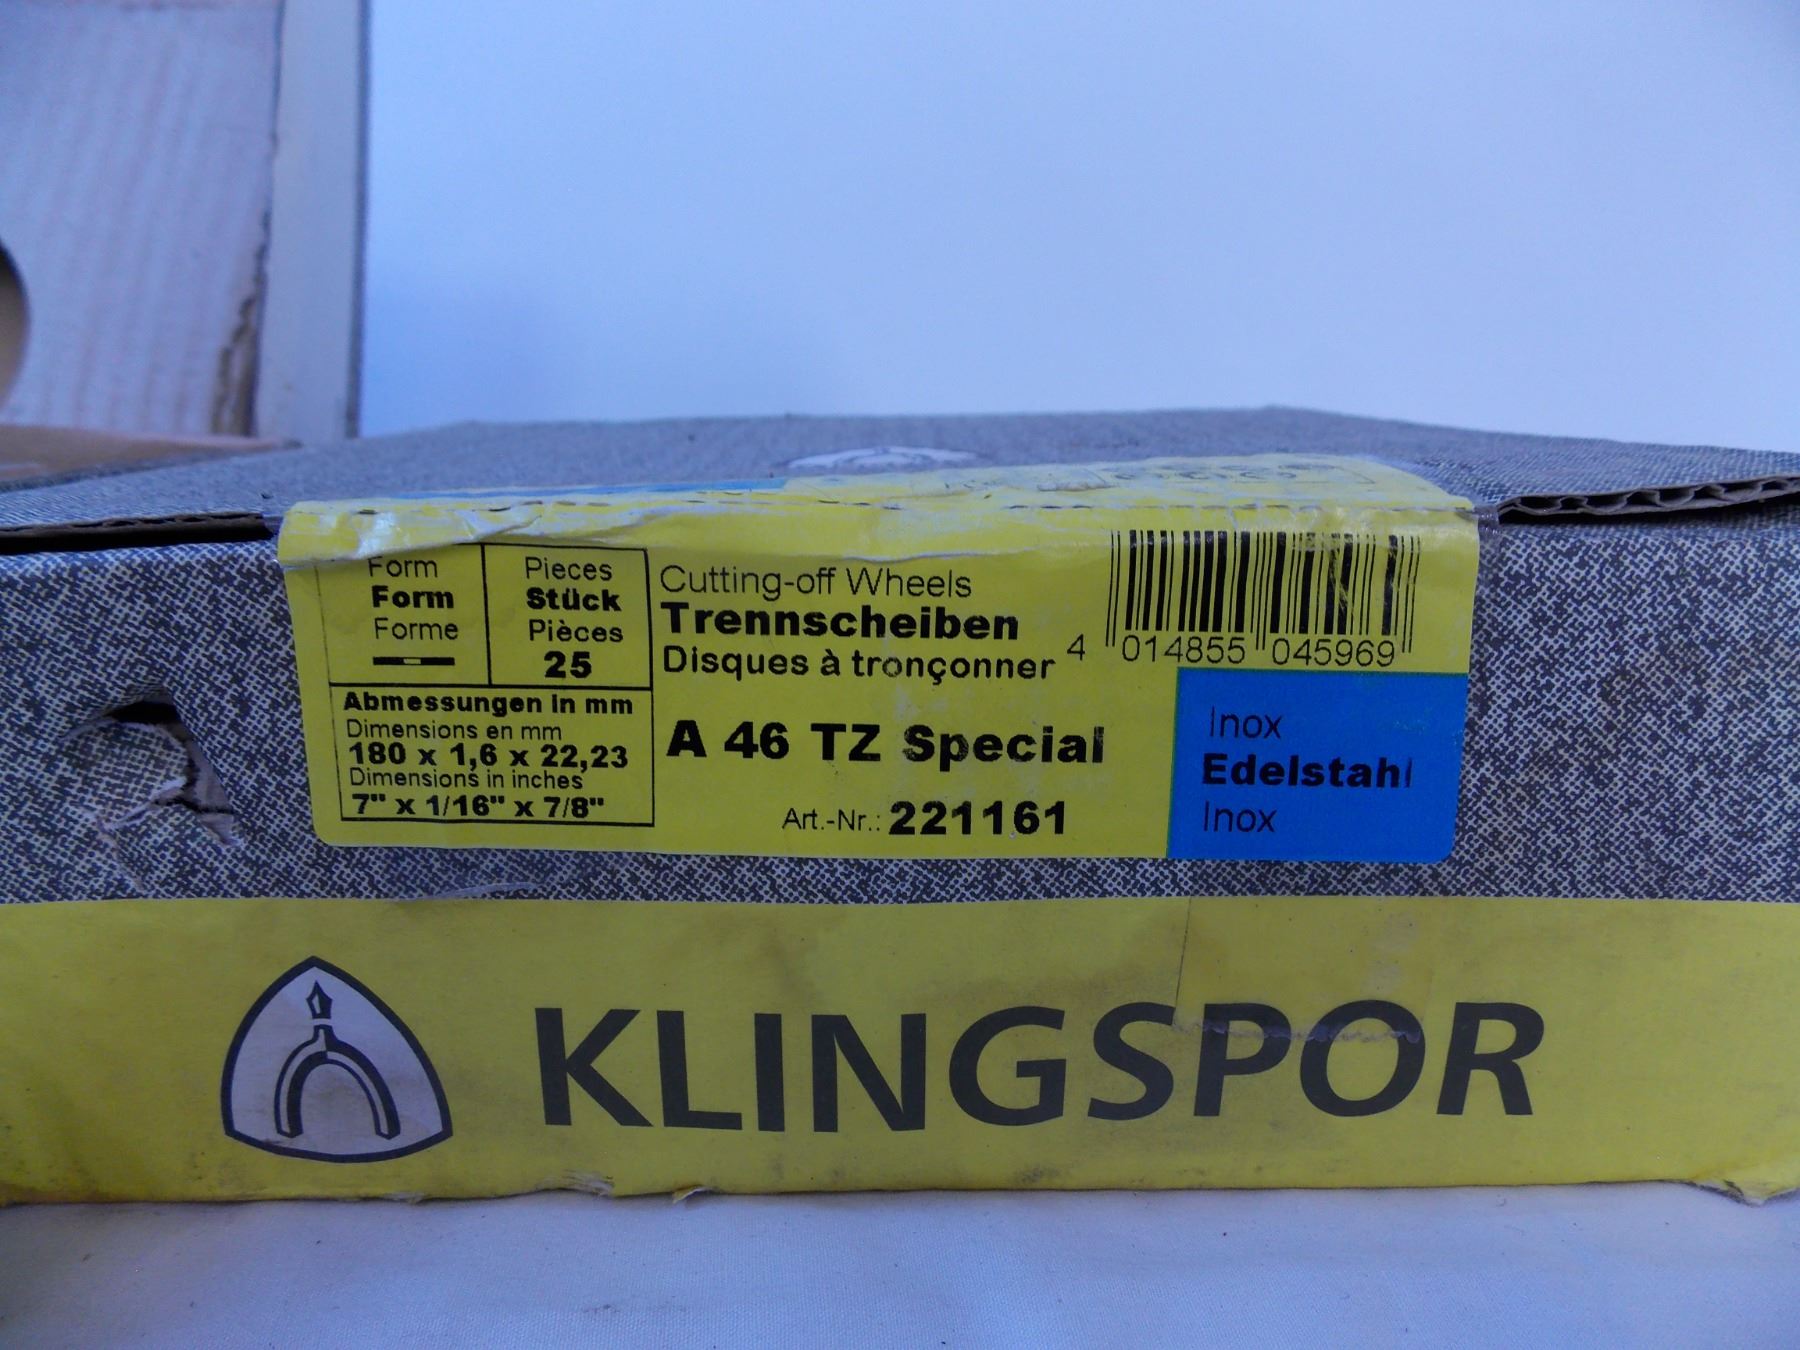 Form
Form
Forme
Pieces
Stück
Pièces
25
Abmessungen in mm
Dimensions en mm
180 x 1,6 x 22,23
Dimensions in inches
7" x 1/16" x 7/8"
Cutting-off Wheels
Trennscheiben
Disques à tronçonner
A 46 TZ Special
Art.-Nr.: 221161
4 014855 045969
Inox
Edelstahl
Inox
KLINGSPOR